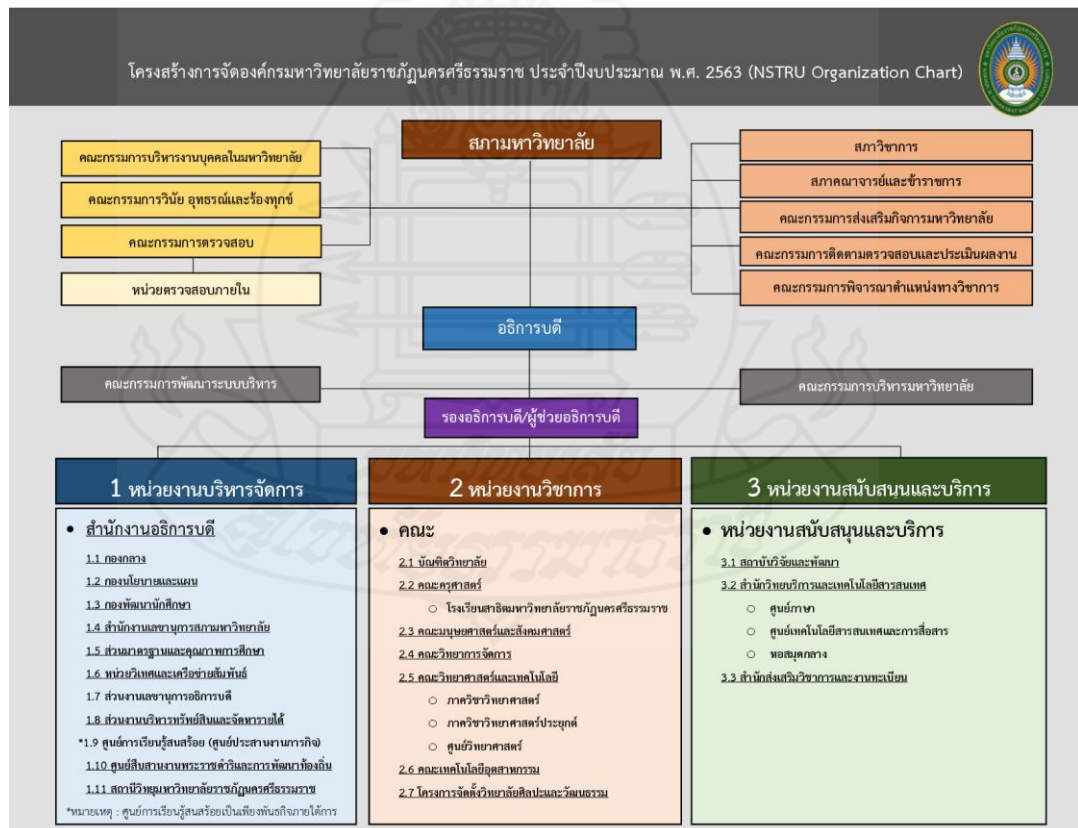 โครงสร้างการจัดองค์กรมหาวิทยาลัยราชภัฏนครศรีธรรมราช ประจำปีงบประมาณ พ.ศ. 2563 (NSTRU Organization Chart)
สภามหาวิทยาลัย
คณะกรรมการบริหารงานบุคคลในมหาวิทยาลัย
คณะกรรมการวินัย อุทธรณ์และร้องทุกข์
คณะกรรมการตรวจสอบ
หน่วยตรวจสอบภายใน
สภาวิชาการ
สภาคณาจารย์และข้าราชการ
คณะกรรมการส่งเสริมกิจการมหาวิทยาลัย
คณะกรรมการติดตามตรวจสอบและประเมินผลงาน
คณะกรรมการพิจารณาตำแหน่งทางวิชาการ
อธิการบดี
คณะกรรมการพัฒนาระบบบริหาร
คณะกรรมการบริหารมหาวิทยาลัย
รองอธิการบดี/ผู้ช่วยอธิการบดี
1 หน่วยงานบริหารจัดการ
• สำนักงานอธิการบดี
1.1 กองกลาง
1.2 กองนโยบายและแผน
1.3 กองพัฒนานักศึกษา
1.4 สำนักงานเลขานุการสภามหาวิทยาลัย
1.5 ส่วนมาตรฐานและคุณภาพการศึกษา
1.6 หน่วยวิเทศและเครือข่ายสัมพันธ์
1.7 ส่วนงานเลขานุการอธิการบดี
1.8 ส่วนงานบริหารทรัพย์สินและจัดหารายได้
*1.9 ศูนย์การเรียนรู้สนสร้อย (ศูนย์ประสานงานภารกิจ)
1.10 ศูนย์สืบสานงานพระราชดำริและการพัฒนาท้องถิ่น
1.11 สถานีวิทยุมหาวิทยาลัยราชภัฏนครศรีธรรมราช
*หมายเหตุ : ศูนย์การเรียนรู้สนสร้อยเป็นเพียงพันธกิจภายใต้การ
2 หน่วยงานวิชาการ
• คณะ
2.1 บัณฑิตวิทยาลัย
2.2 คณะครุศาสตร์
○ โรงเรียนสาธิตมหาวิทยาลัยราชภัฏนครศรีธรรมราช
2.3 คณะมนุษยศาสตร์และสังคมศาสตร์
2.4 คณะวิทยาการจัดการ
2.5 คณะวิทยาศาสตร์และเทคโนโลยี
○ ภาควิชาวิทยาศาสตร์
○ ภาควิชาวิทยาศาสตร์ประยุกต์
○ ศูนย์วิทยาศาสตร์
2.6 คณะเทคโนโลยีอุตสาหกรรม
2.7 โครงการจัดตั้งวิทยาลัยศิลปะและวัฒนธรรม
3 หน่วยงานสนับสนุนและบริการ
• หน่วยงานสนับสนุนและบริการ
3.1 สถาบันวิจัยและพัฒนา
3.2 สำนักวิทยบริการและเทคโนโลยีสารสนเทศ
○ ศูนย์ภาษา
○ ศูนย์เทคโนโลยีสารสนเทศและการสื่อสาร
○ หอสมุดกลาง
3.3 สำนักส่งเสริมวิชาการและงานทะเบียน